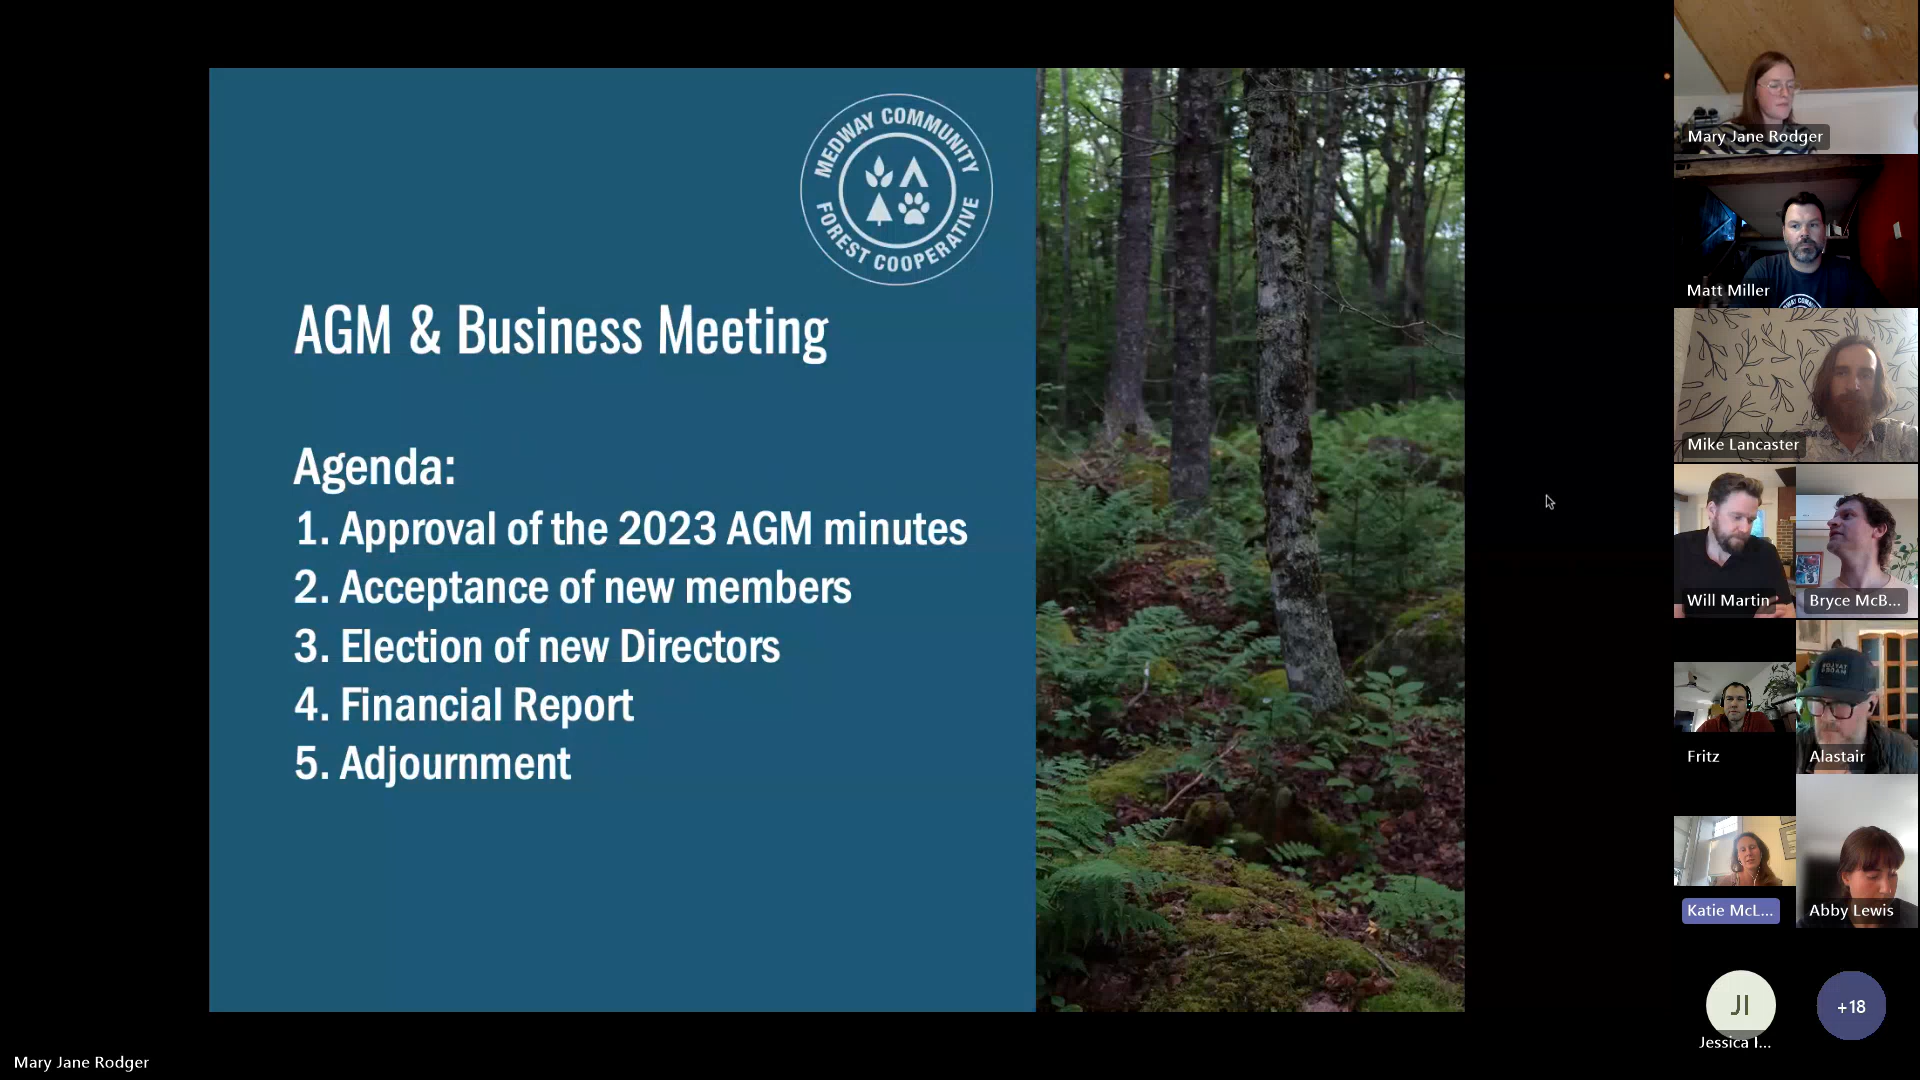 MEDWAY COMMUNITY
FOREST COOPERATIVE
AGM & Business Meeting
Agenda:
1. Approval of the 2023 AGM minutes
2. Acceptance of new members
3. Election of new Directors
4. Financial Report
5. Adjournment
Mary Jane Rodger
Mary Jane Rodger
Matt Miller
Mike Lancaster
Will Martin
Bryce McB...
Fritz
Alastair
Katie McL...
Abby Lewis
JI
+18
Jessica I...